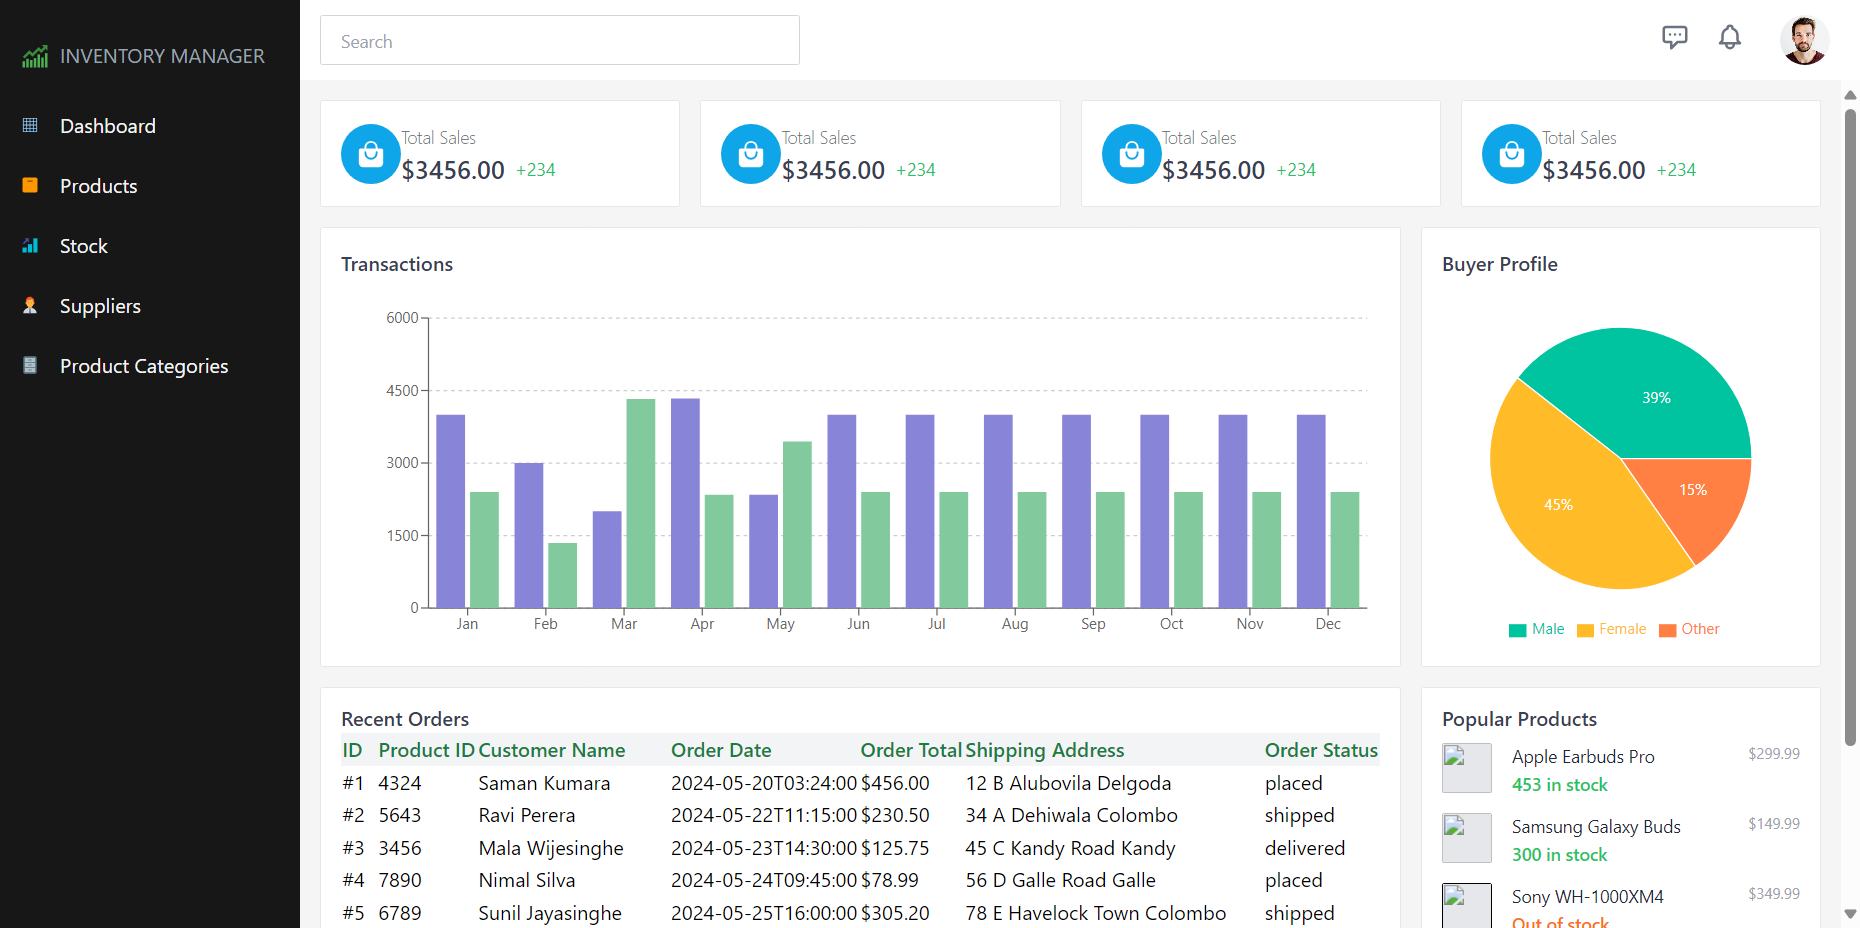 INVENTORY MANAGER
Dashboard
Products
Stock
Suppliers
Product Categories
Search
Total Sales
$3456.00 +234
Total Sales
$3456.00 +234
Total Sales
$3456.00 +234
Total Sales
$3456.00 +234
Transactions
6000
4500
3000
1500
0
Jan Feb Mar Apr May Jun Jul Aug Sep Oct Nov Dec
Buyer Profile
39%
45%
15%
Male Female Other
Recent Orders
ID Product ID Customer Name Order Date Order Total Shipping Address Order Status
#1 4324 Saman Kumara 2024-05-20T03:24:00 $456.00 12 B Alubovila Delgoda placed
#2 5643 Ravi Perera 2024-05-22T11:15:00 $230.50 34 A Dehiwala Colombo shipped
#3 3456 Mala Wijesinghe 2024-05-23T14:30:00 $125.75 45 C Kandy Road Kandy delivered
#4 7890 Nimal Silva 2024-05-24T09:45:00 $78.99 56 D Galle Road Galle placed
#5 6789 Sunil Jayasinghe 2024-05-25T16:00:00 $305.20 78 E Havelock Town Colombo shipped
Popular Products
Apple Earbuds Pro $299.99
453 in stock
Samsung Galaxy Buds $149.99
300 in stock
Sony WH-1000XM4 $349.99
Out of stock